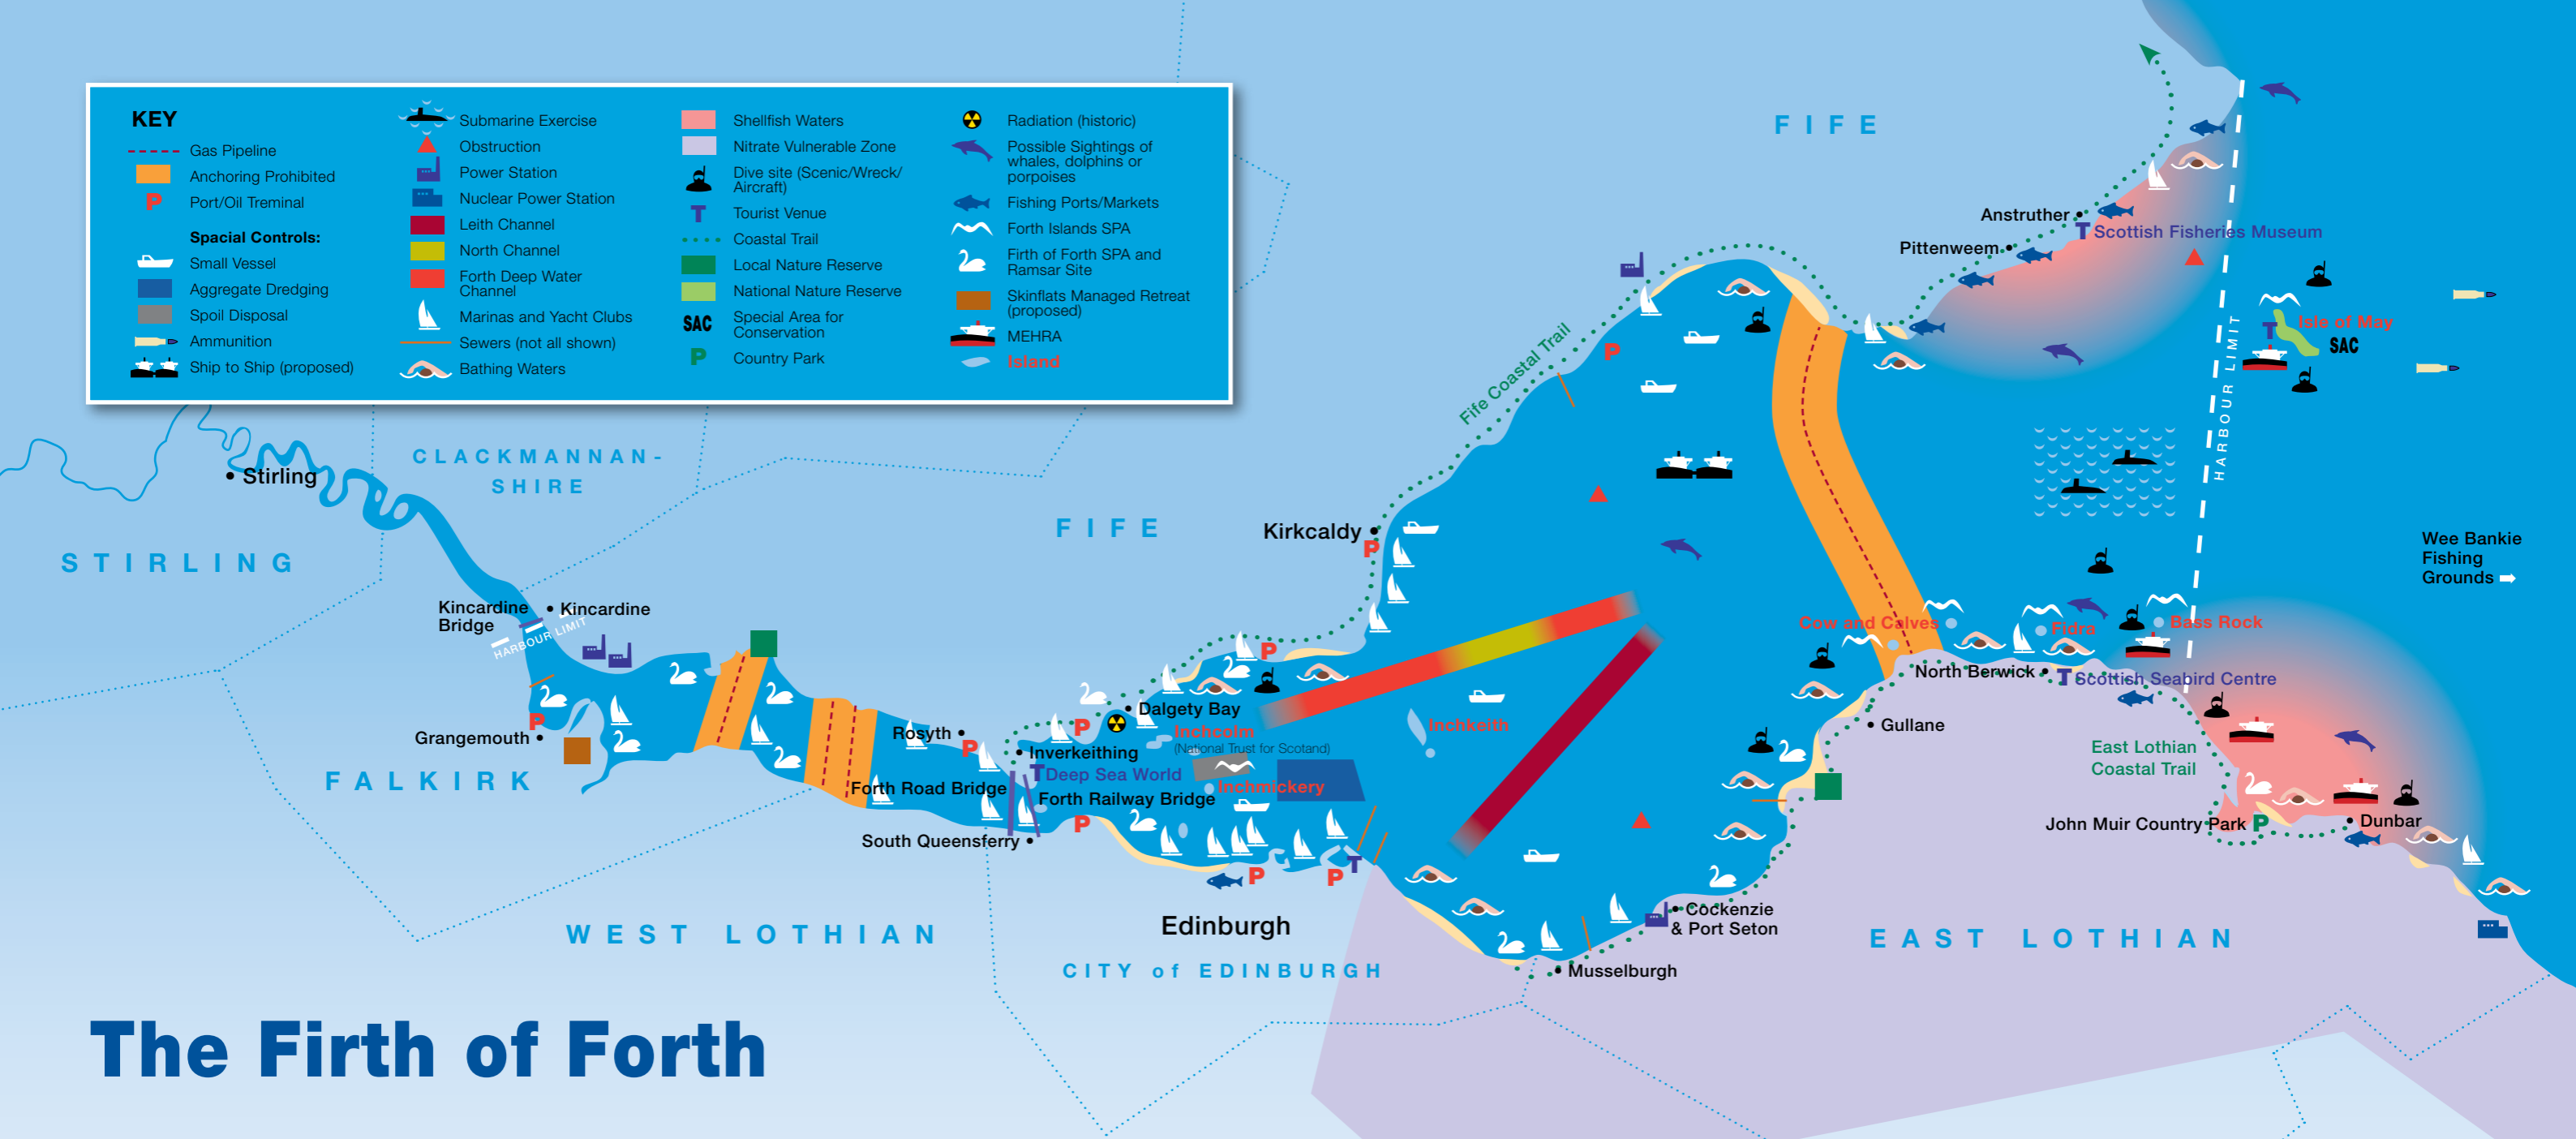 KEY
Gas Pipeline
Anchoring Prohibited
P Port/Oil Treminal
Spacial Controls:
Small Vessel
Aggregate Dredging
Spoil Disposal
Ammunition
Ship to Ship (proposed)
Submarine Exercise
Obstruction
Power Station
Nuclear Power Station
Leith Channel
North Channel
Forth Deep Water
Channel
Marinas and Yacht Clubs
Sewers (not all shown)
Bathing Waters
Shellfish Waters
Nitrate Vulnerable Zone
Dive site (Scenic/Wreck/
Aircraft)
T Tourist Venue
Coastal Trail
Local Nature Reserve
National Nature Reserve
SAC Special Area for
Conservation
P Country Park
Radiation (historic)
Possible Sightings of
whales, dolphins or
porpoises
Fishing Ports/Markets
Forth Islands SPA
Firth of Forth SPA and
Ramsar Site
Skinflats Managed Retreat
(proposed)
MEHRA
Island
FIFE
Anstruther
T Scottish Fisheries Museum
Pittenweem
Isle of May
T
SAC
HARBOUR LIMIT
Fife Coastal Trail
P
CLACKMANNAN-
SHIRE
Stirling
STIRLING
FIFE
Kirkcaldy
P
Wee Bankie
Fishing
Grounds
Kincardine
Bridge
Kincardine
HARBOUR LIMIT
Cow and Calves
Fidra
Bass Rock
North Berwick
T Scottish Seabird Centre
P
Grangemouth
FALKIRK
Rosyth
P
P
P
Dalgety Bay
Inchcolm
(National Trust for Scotand)
Inverkeithing
T Deep Sea World
Inchmickery
Inchkeith
Forth Road Bridge
Forth Railway Bridge
South Queensferry
P
P
P
T
Gullane
East Lothian
Coastal Trail
John Muir Country Park P
Dunbar
Edinburgh
Cockenzie
& Port Seton
Musselburgh
WEST LOTHIAN
CITY of EDINBURGH
EAST LOTHIAN
The Firth of Forth